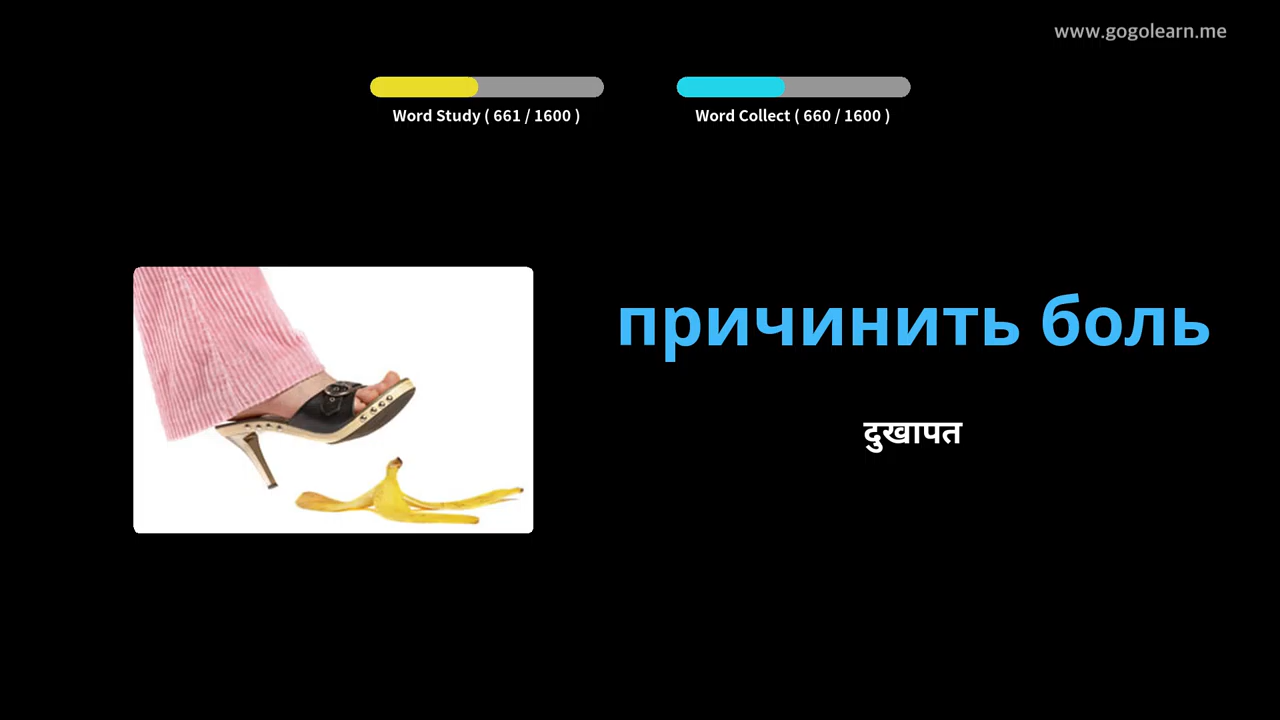 www.gogolearn.me
Word Study ( 661 / 1600 )
Word Collect ( 660 / 1600 )
причинить боль
दुखापत